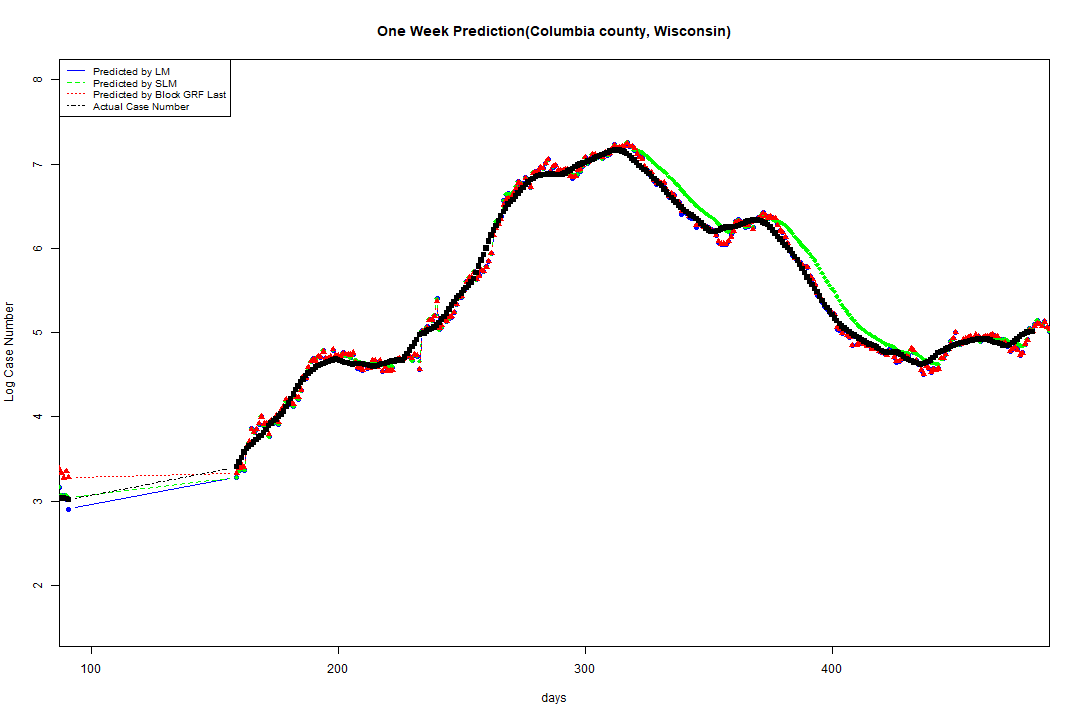 One Week Prediction(Columbia county, Wisconsin)
Predicted by LM
Predicted by SLM
Predicted by Block GRF Last
Actual Case Number
8
7
6
5
4
3
2
Log Case Number
100 200 300 400
days